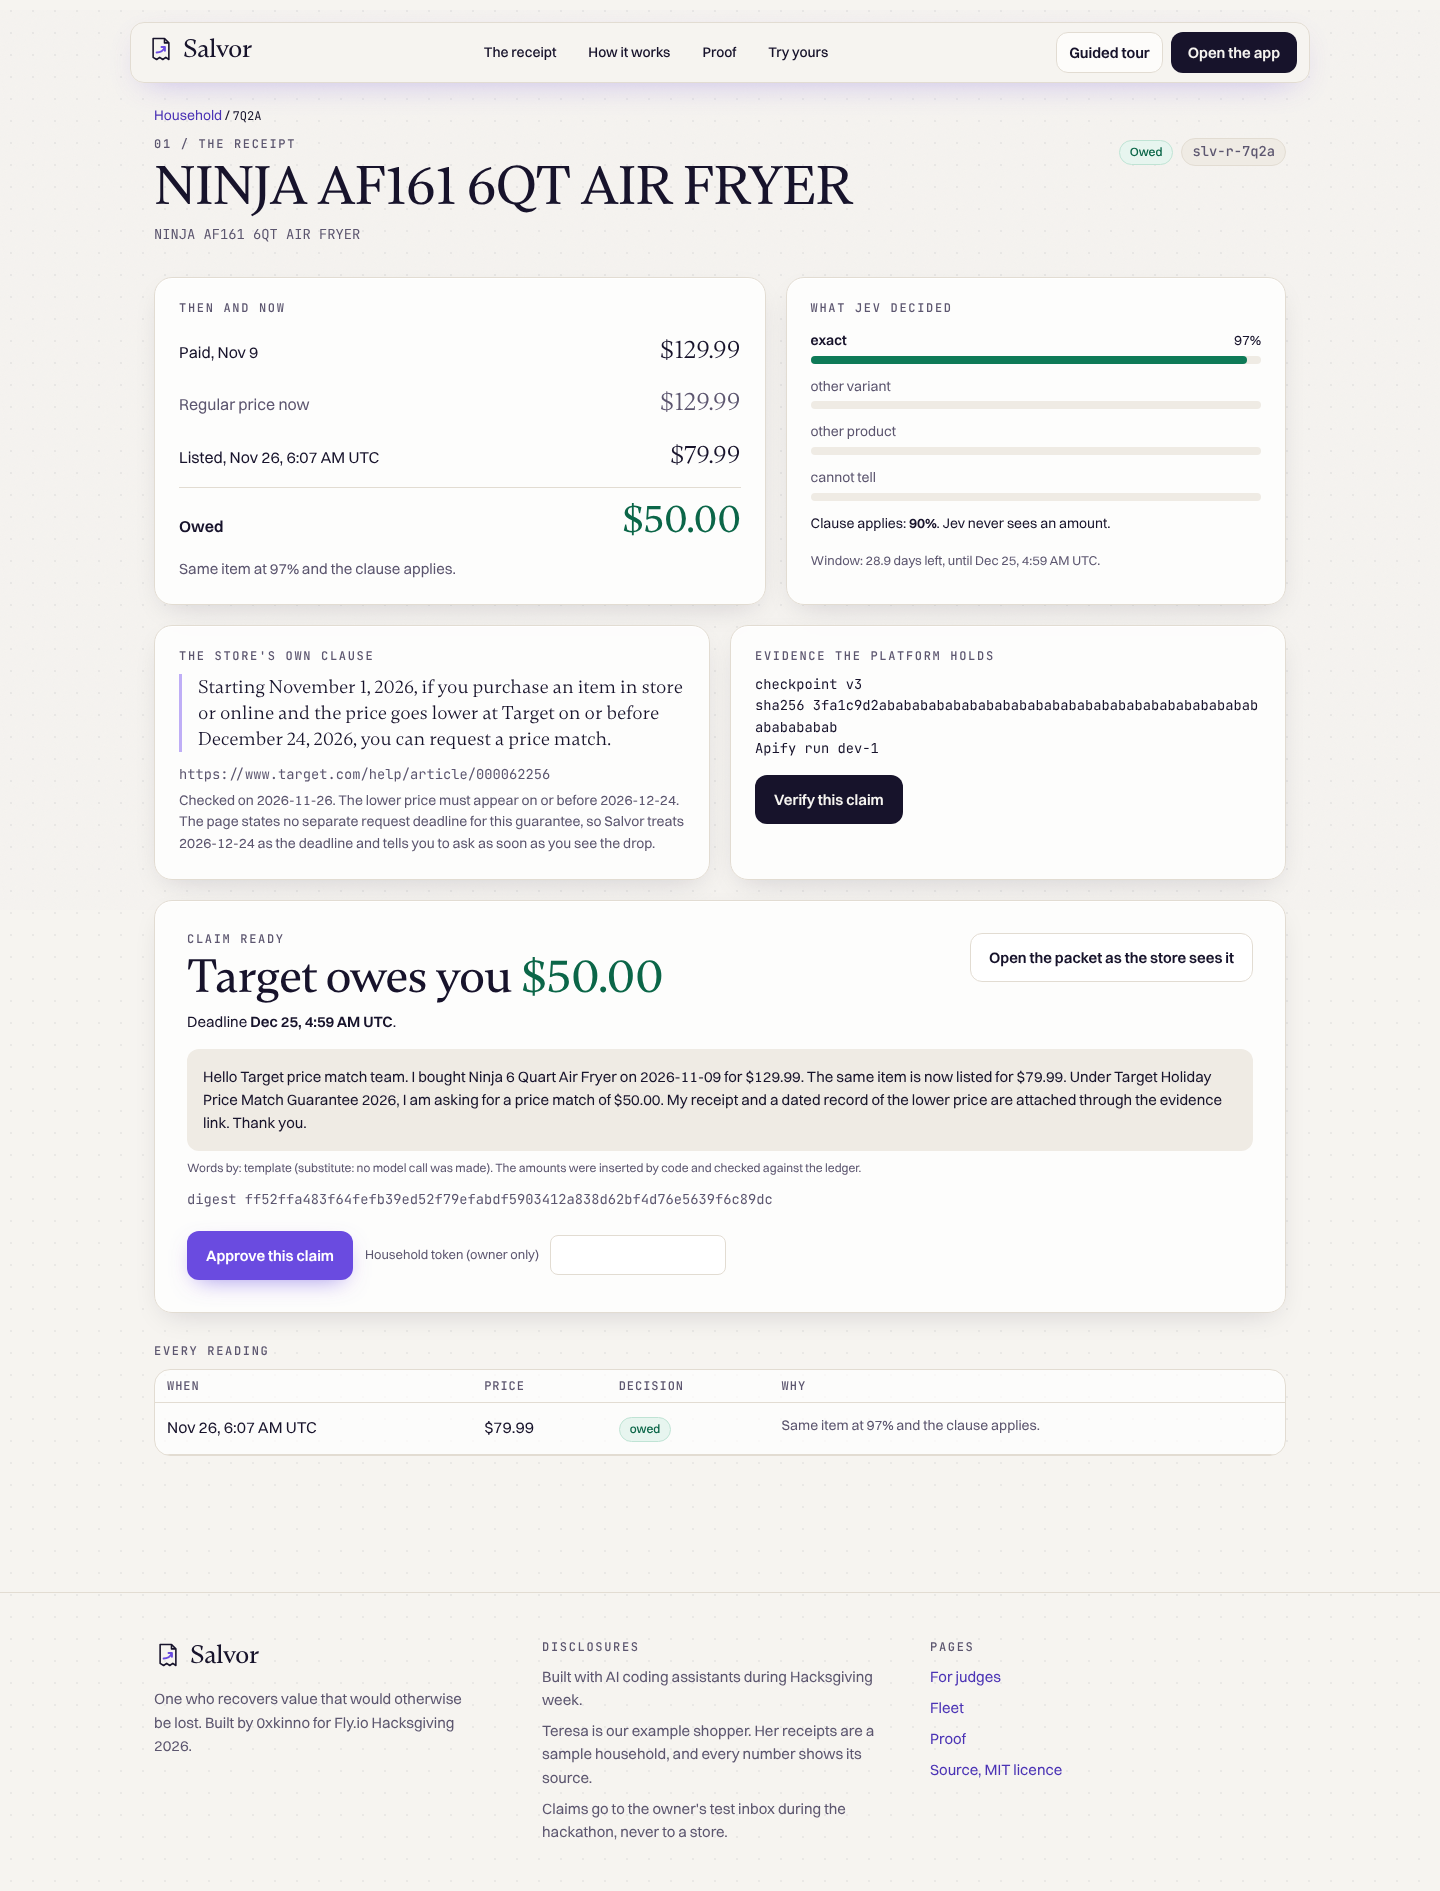 Salvor
The receipt
How it works
Proof
Try yours
Guided tour
Open the app
Household / 7Q2A
01 / THE RECEIPT
Owed
slv-r-7q2a
NINJA AF161 6QT AIR FRYER
NINJA AF161 6QT AIR FRYER
THEN AND NOW
Paid, Nov 9 $129.99
Regular price now $129.99
Listed, Nov 26, 6:07 AM UTC $79.99
Owed $50.00
Same item at 97% and the clause applies.
WHAT JEV DECIDED
exact 97%
other variant
other product
cannot tell
Clause applies: 90%. Jev never sees an amount.
Window: 28.9 days left, until Dec 25, 4:59 AM UTC.
THE STORE'S OWN CLAUSE
Starting November 1, 2026, if you purchase an item in store
or online and the price goes lower at Target on or before
December 24, 2026, you can request a price match.
https://www.target.com/help/article/000062256
Checked on 2026-11-26. The lower price must appear on or before 2026-12-24.
The page states no separate request deadline for this guarantee, so Salvor treats
2026-12-24 as the deadline and tells you to ask as soon as you see the drop.
EVIDENCE THE PLATFORM HOLDS
checkpoint v3
sha256 3fa1c9d2abababababababababababababababababababababab
abababab​ab
Apify run dev-1
Verify this claim
CLAIM READY
Target owes you $50.00
Open the packet as the store sees it
Deadline Dec 25, 4:59 AM UTC.
Hello Target price match team. I bought Ninja 6 Quart Air Fryer on 2026-11-09 for $129.99. The same item is now listed for $79.99. Under Target Holiday
Price Match Guarantee 2026, I am asking for a price match of $50.00. My receipt and a dated record of the lower price are attached through the evidence
link. Thank you.
Words by: template (substitute: no model call was made). The amounts were inserted by code and checked against the ledger.
digest ff52ffa483f64fefb39ed52f79efabdf5903412a838d62bf4d76e5639f6c89dc
Approve this claim
Household token (owner only)
EVERY READING
WHEN PRICE DECISION WHY
Nov 26, 6:07 AM UTC $79.99 owed Same item at 97% and the clause applies.
Salvor
One who recovers value that would otherwise
be lost. Built by 0xkinno for Fly.io Hacksgiving
2026.
DISCLOSURES
Built with AI coding assistants during Hacksgiving
week.
Teresa is our example shopper. Her receipts are a
sample household, and every number shows its
source.
Claims go to the owner's test inbox during the
hackathon, never to a store.
PAGES
For judges
Fleet
Proof
Source, MIT licence